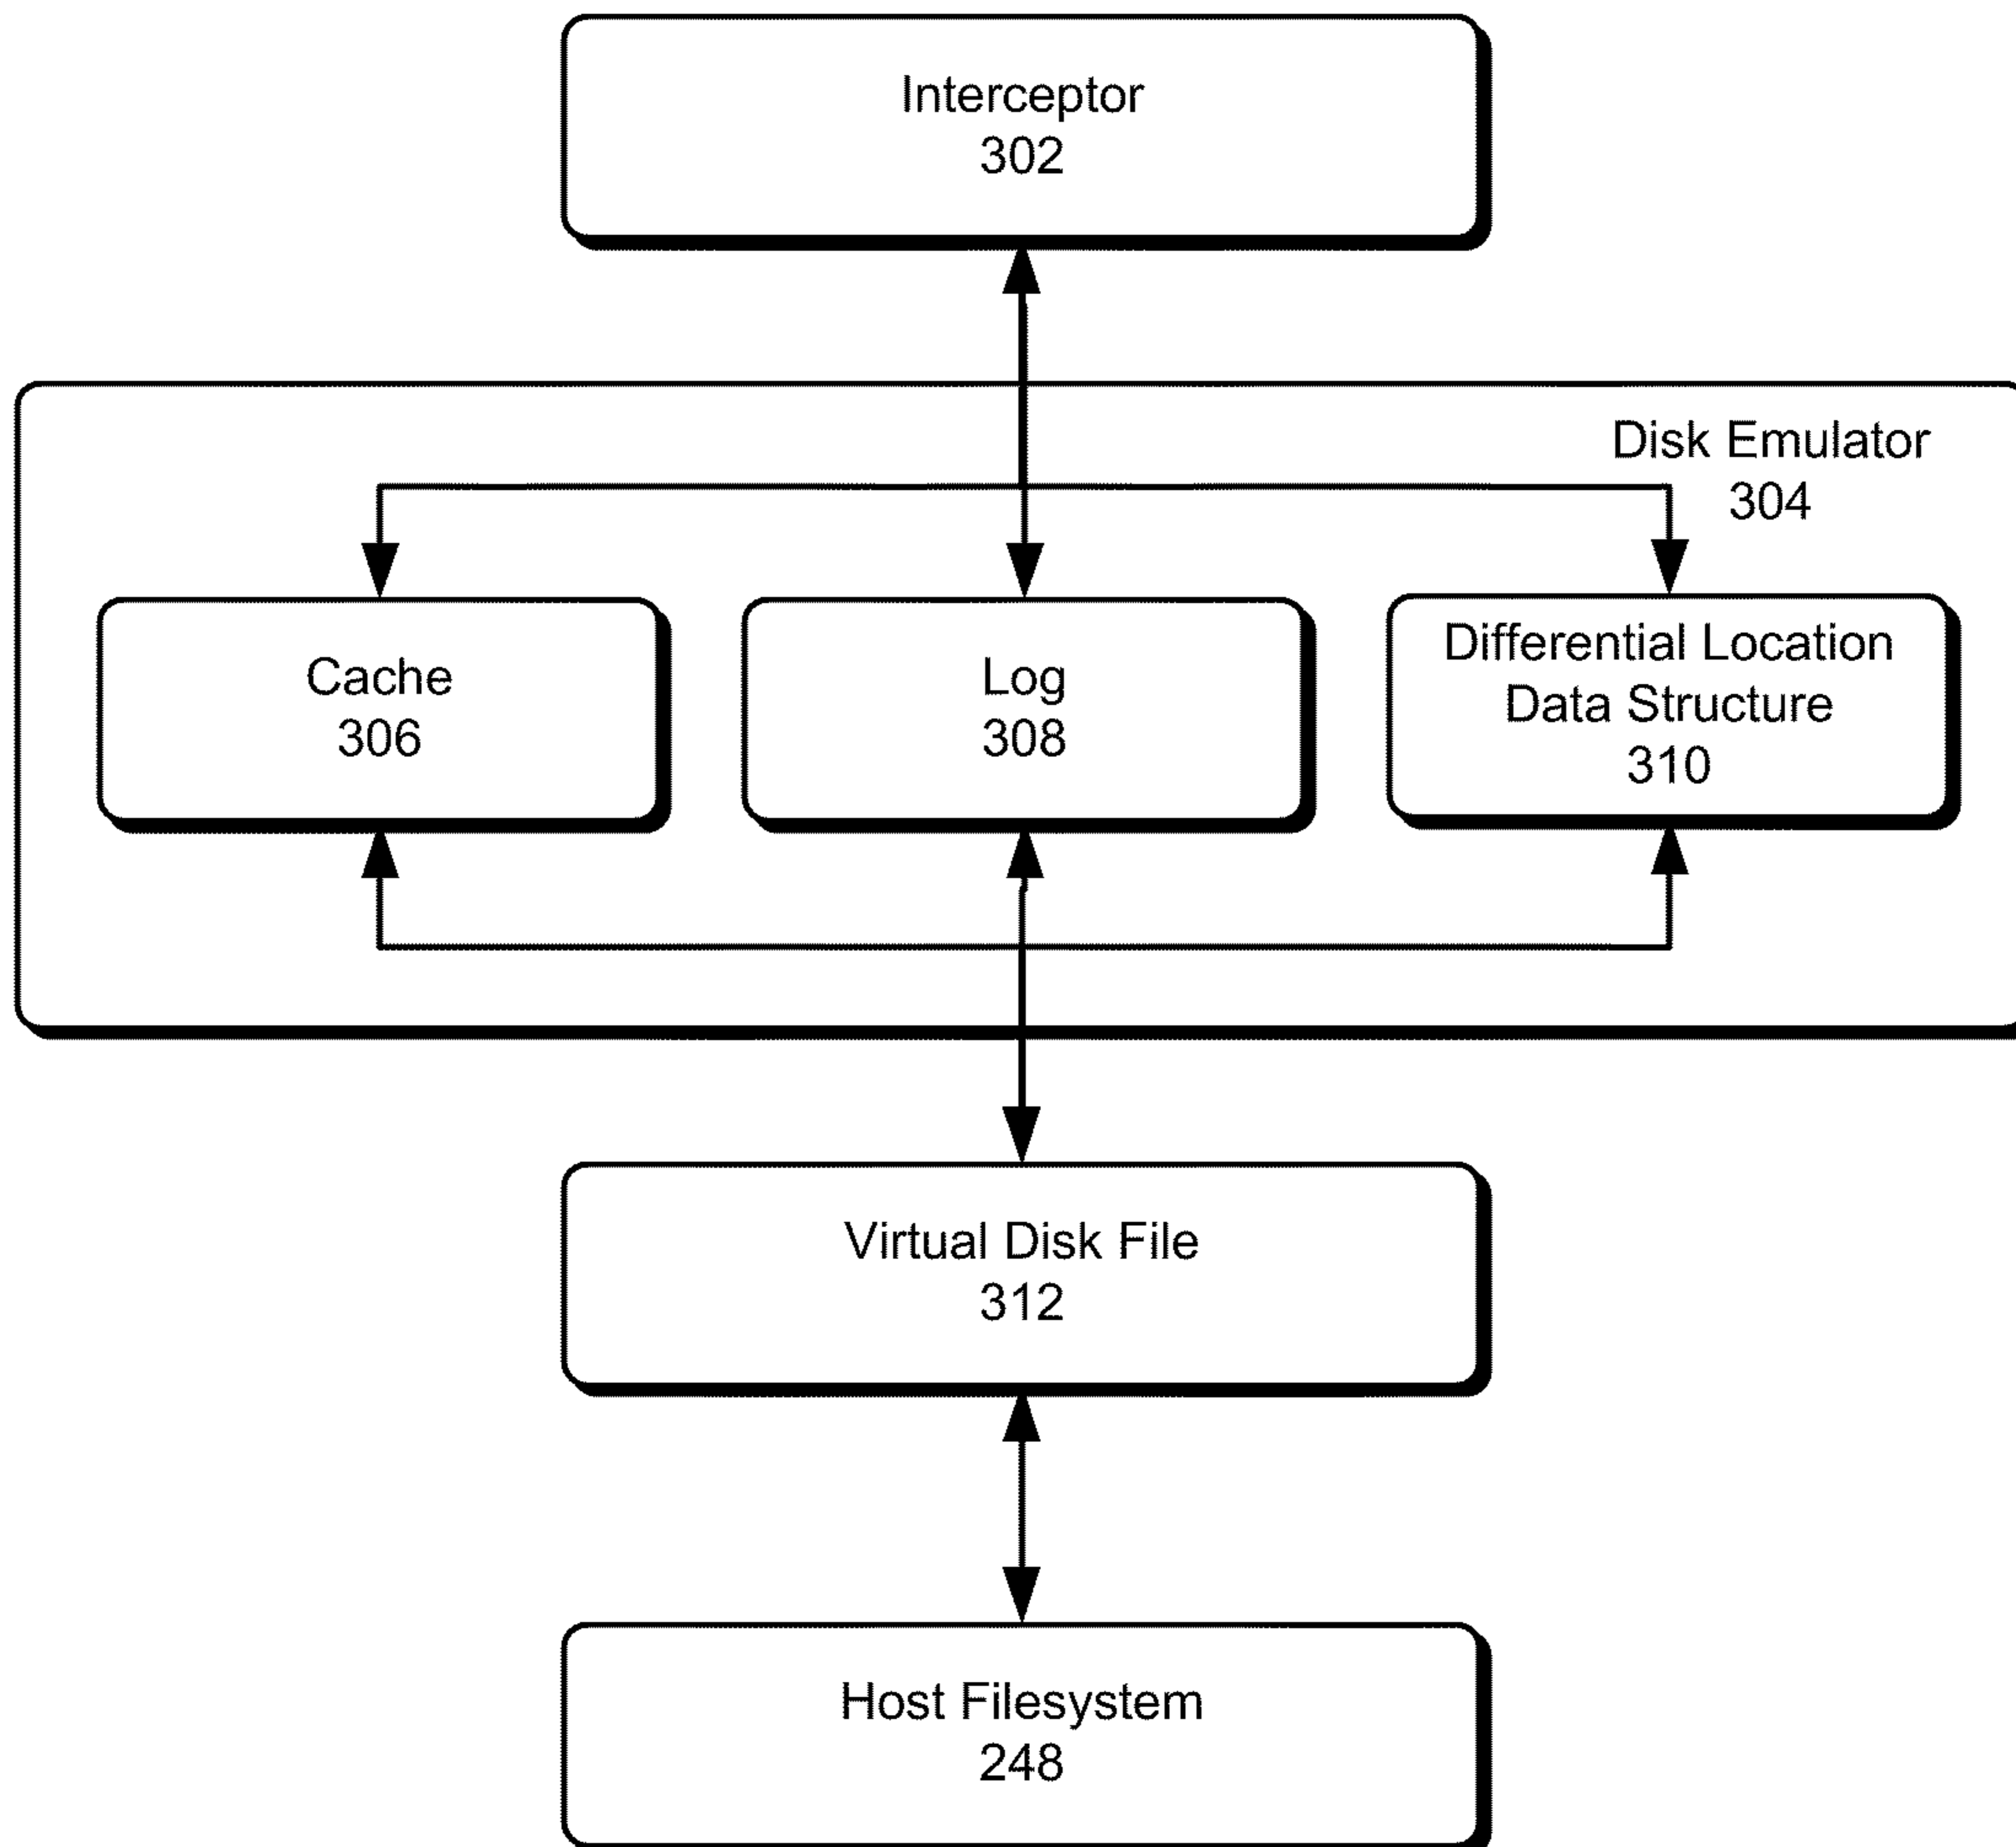 Interceptor
302
Disk Emulator
304
Cache
306
Log
308
Differential Location
Data Structure
310
Virtual Disk File
312
Host Filesystem
248